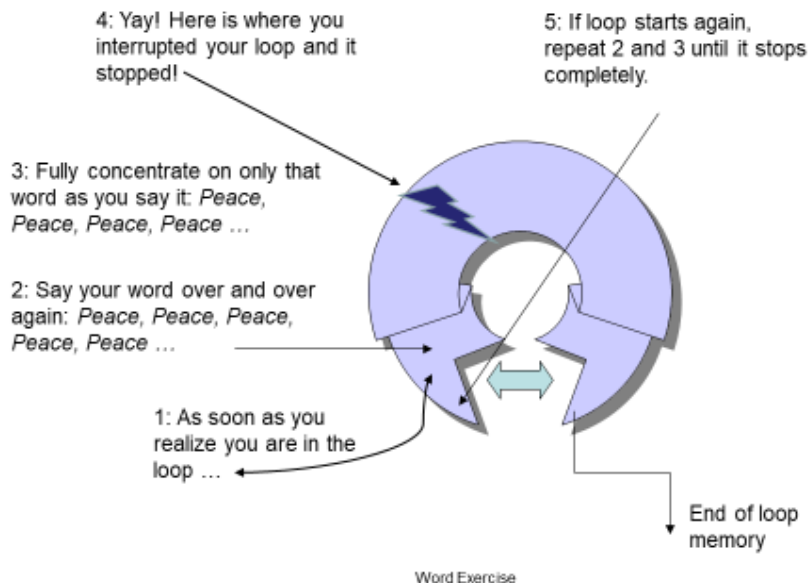 4: Yay! Here is where you
interrupted your loop and it
stopped!
5: If loop starts again,
repeat 2 and 3 until it stops
completely.
3: Fully concentrate on only that
word as you say it: Peace,
Peace, Peace, Peace …
2: Say your word over and over
again: Peace, Peace, Peace,
Peace, Peace …
1: As soon as you
realize you are in the
loop …
End of loop
memory
Word Exercise